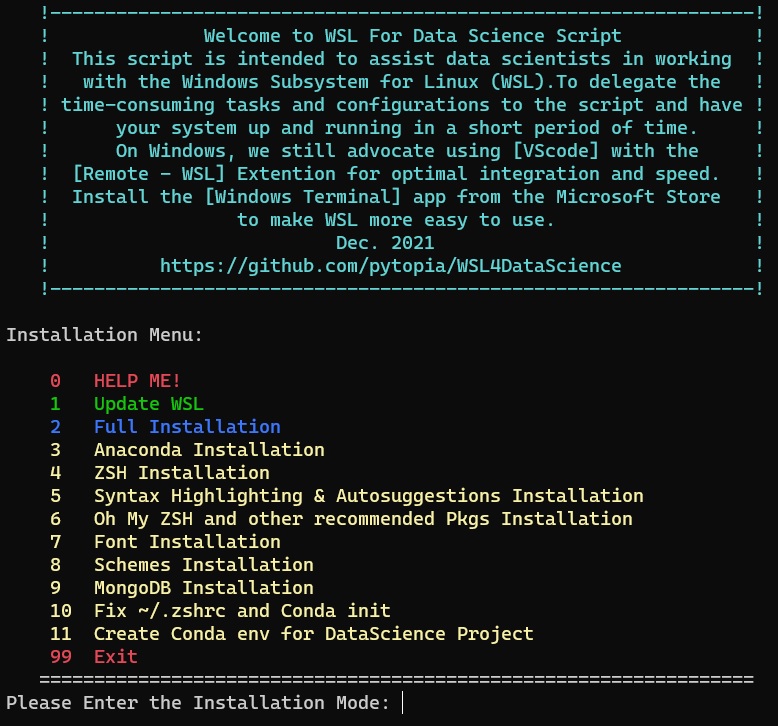 !----------------------------------------------------------------!
! Welcome to WSL For Data Science Script !
! This script is intended to assist data scientists in working !
! with the Windows Subsystem for Linux (WSL).To delegate the !
! time-consuming tasks and configurations to the script and have !
! your system up and running in a short period of time. !
! On Windows, we still advocate using [VScode] with the !
! [Remote - WSL] Extention for optimal integration and speed. !
! Install the [Windows Terminal] app from the Microsoft Store !
! to make WSL more easy to use. !
! Dec. 2021 !
! https://github.com/pytopia/WSL4DataScience !
!----------------------------------------------------------------!
Installation Menu:
0 HELP ME!
1 Update WSL
2 Full Installation
3 Anaconda Installation
4 ZSH Installation
5 Syntax Highlighting & Autosuggestions Installation
6 Oh My ZSH and other recommended Pkgs Installation
7 Font Installation
8 Schemes Installation
9 MongoDB Installation
10 Fix ~/.zshrc and Conda init
11 Create Conda env for DataScience Project
99 Exit
=================================================================
Please Enter the Installation Mode: